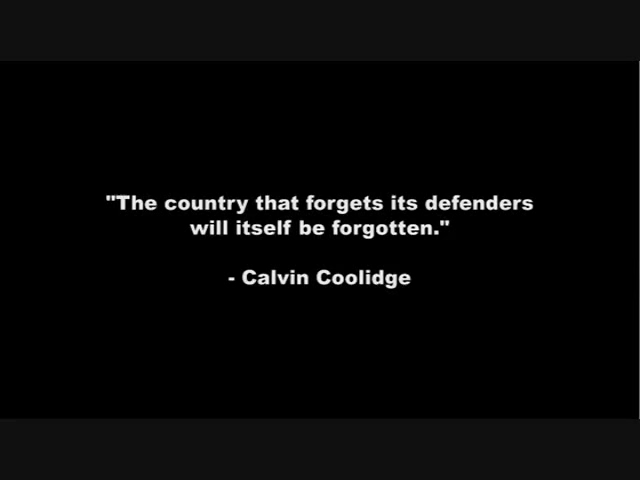 "The country that forgets its defenders
will itself be forgotten."
- Calvin Coolidge